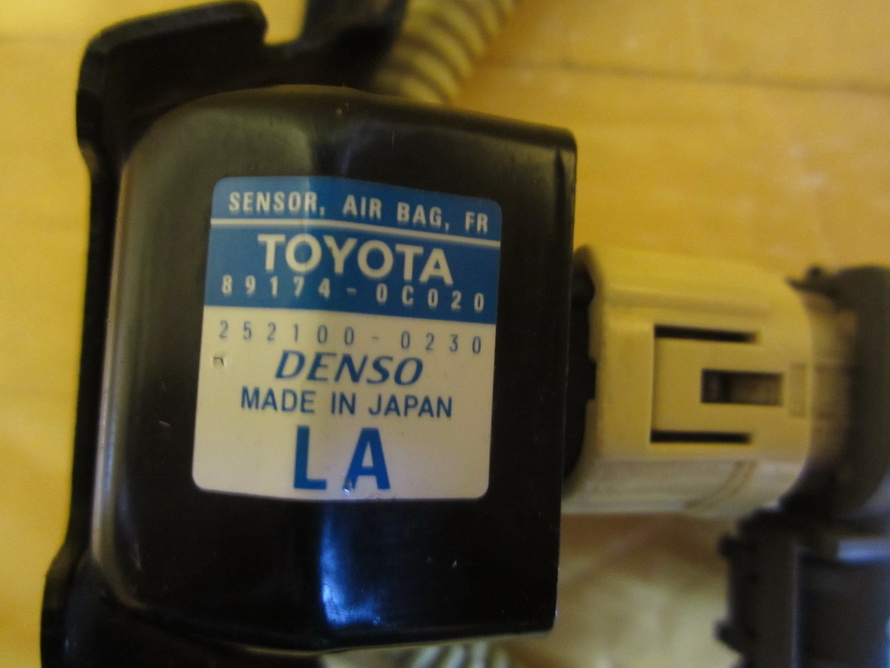 SENSOR, AIR BAG, FR
TOYOTA
89174-0C020
252100-0230
DENSO
MADE IN JAPAN
LA